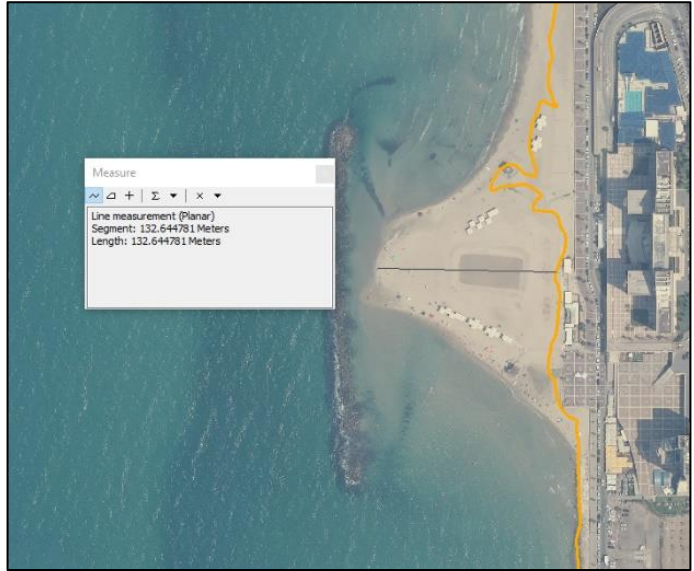 Measure
Line measurement (Planar)
Segment: 132.644781 Meters
Length: 132.644781 Meters